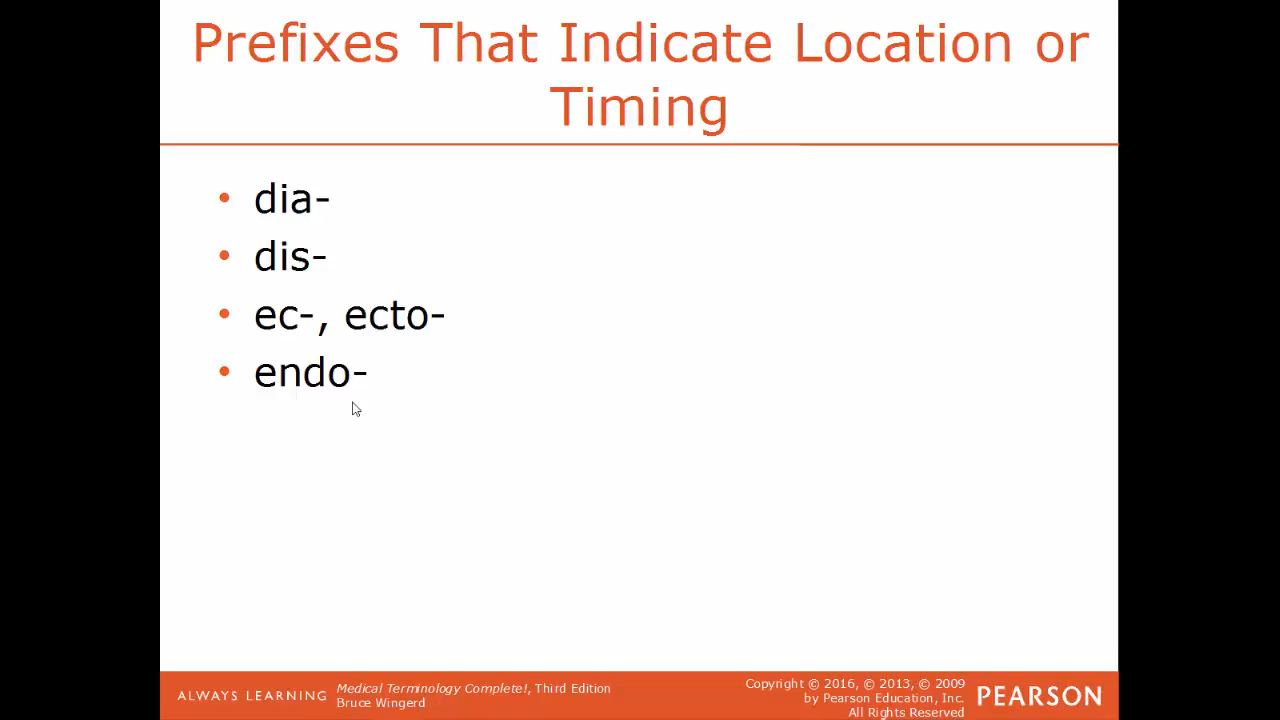 Prefixes That Indicate Location or
Timing
• dia-
• dis-
• ec-, ecto-
• endo-
ALWAYS LEARNING
Medical Terminology Complete!, Third Edition
Bruce Wingerd
Copyright © 2016, © 2013, © 2009
by Pearson Education, Inc.
All Rights Reserved
PEARSON